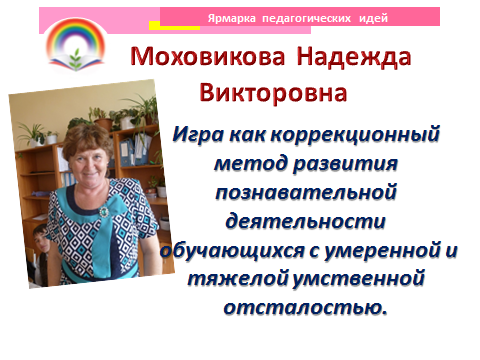 Ярмарка педагогических идей
Моховикова Надежда
Викторовна
Игра как коррекционный
метод развития
познавательной
деятельности
обучающихся с умеренной и
тяжелой умственной
отсталостью.